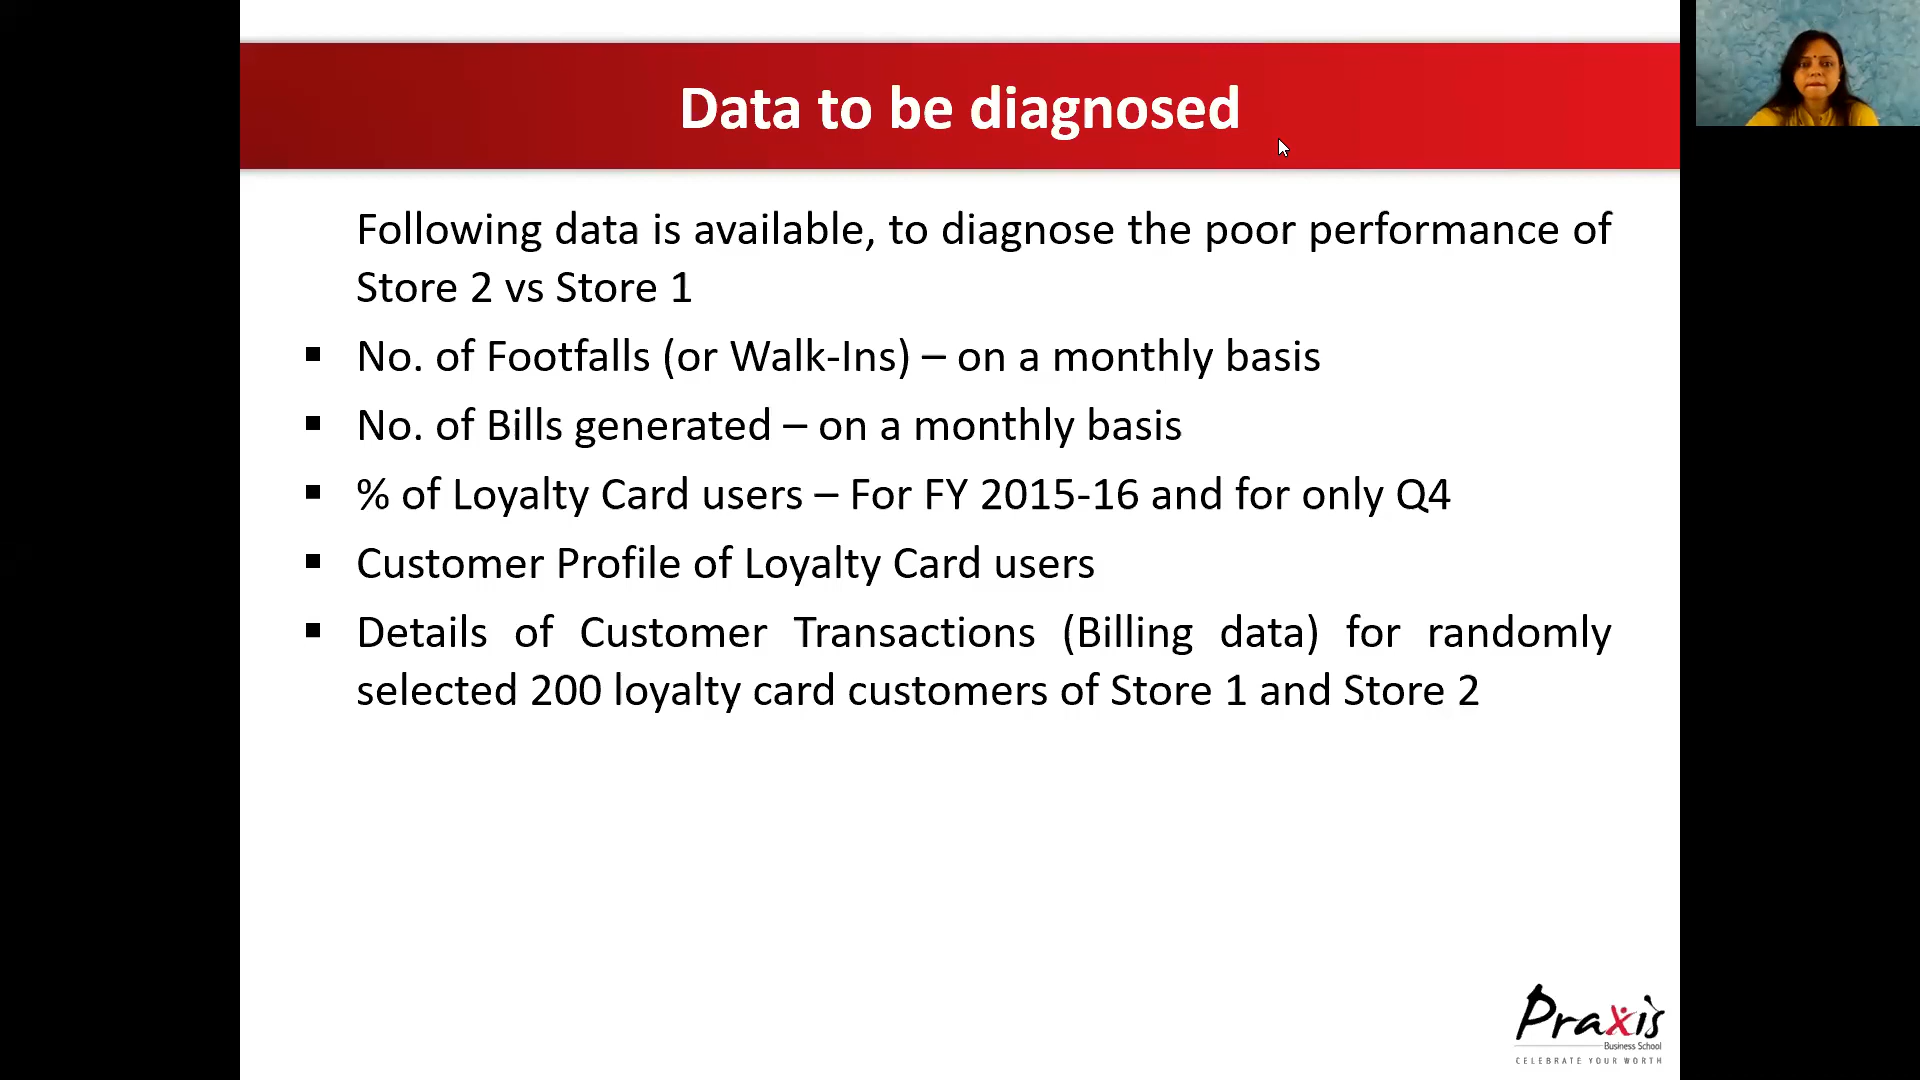 Data to be diagnosed
Following data is available, to diagnose the poor performance of
Store 2 vs Store 1
▪ No. of Footfalls (or Walk-Ins) – on a monthly basis
▪ No. of Bills generated – on a monthly basis
▪ % of Loyalty Card users – For FY 2015-16 and for only Q4
▪ Customer Profile of Loyalty Card users
▪ Details of Customer Transactions (Billing data) for randomly
selected 200 loyalty card customers of Store 1 and Store 2
Praxis
Business School
CELEBRATE YOUR WORTH